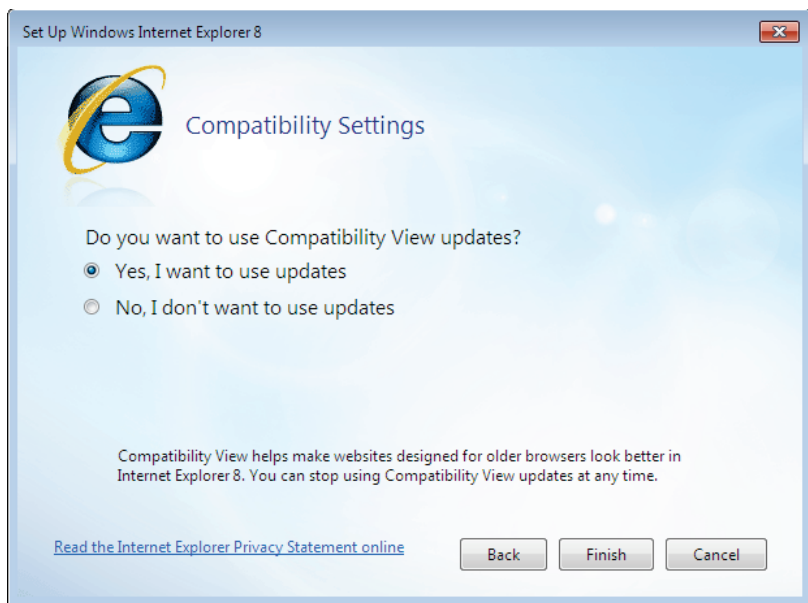 Set Up Windows Internet Explorer 8
Compatibility Settings
Do you want to use Compatibility View updates?
Yes, I want to use updates
No, I don't want to use updates
Compatibility View helps make websites designed for older browsers look better in
Internet Explorer 8. You can stop using Compatibility View updates at any time.
Read the Internet Explorer Privacy Statement online
Back Finish Cancel